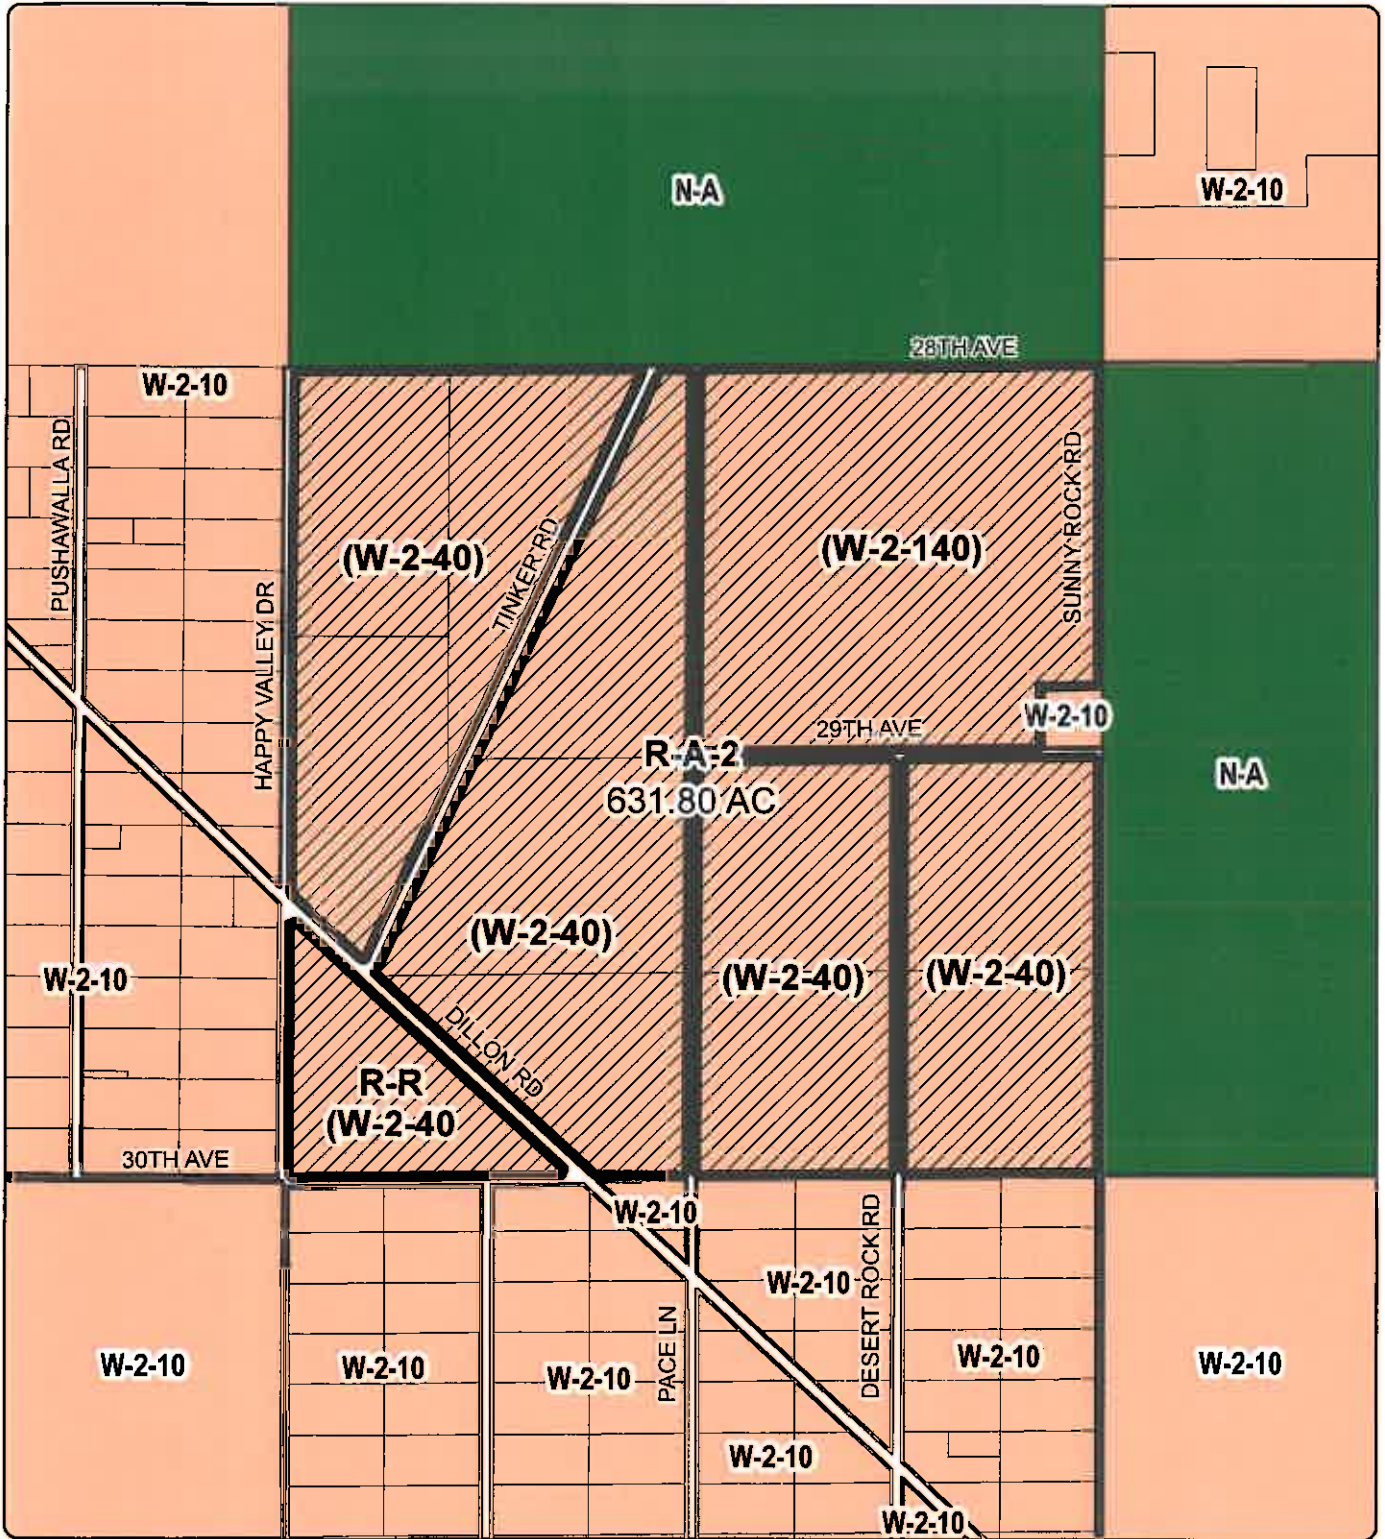 N-A
W-2-10
28TH AVE
W-2-10
PUSHAWALLA RD
HAPPY VALLEY DR
(W-2-40)
TINKER RD
(W-2-140)
SUNNY ROCK RD
W-2-10
29TH AVE
R-A-2
631.80 AC
N-A
(W-2-40)
(W-2-40)
(W-2-40)
W-2-10
DILLON RD
R-R
(W-2-40
30TH AVE
W-2-10
W-2-10
DESERT ROCK RD
PACE LN
W-2-10
W-2-10
W-2-10
W-2-10
W-2-10
W-2-10
W-2-10